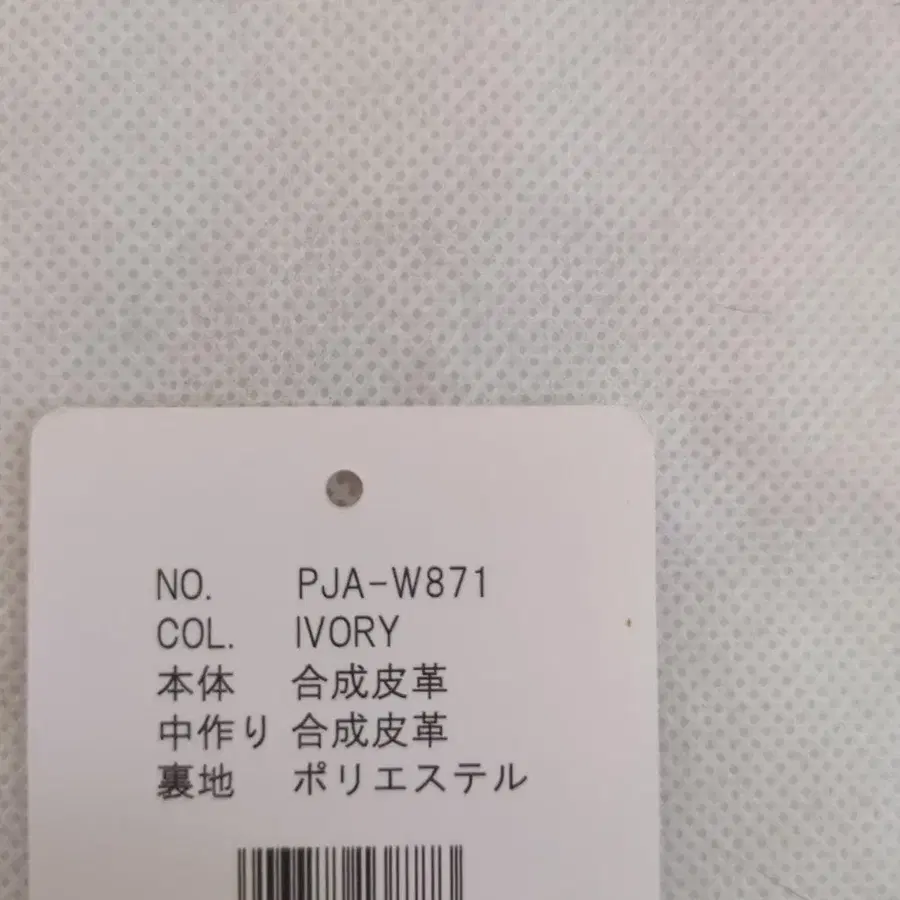 NO. PJA-W871
COL. IVORY
本体 合成皮革
中作り 合成皮革
裏地 ポリエステル